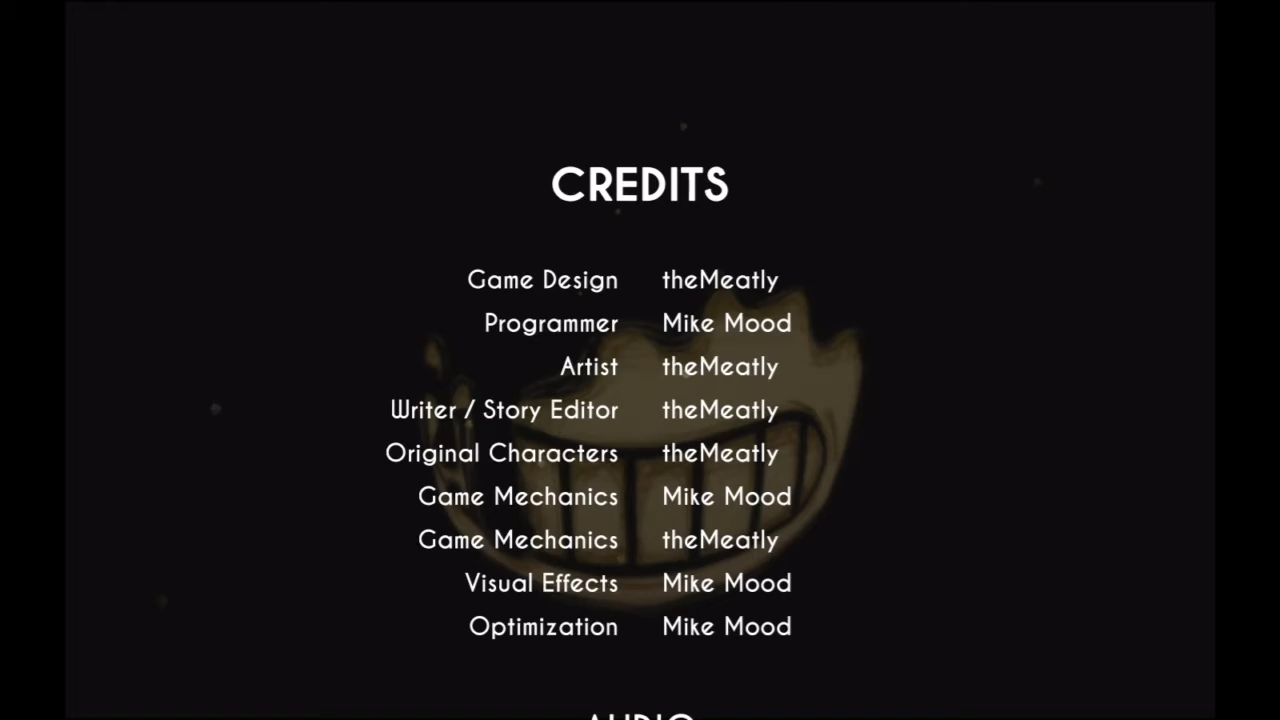 CREDITS
Game Design theMeatly
Programmer Mike Mood
Artist theMeatly
Writer / Story Editor theMeatly
Original Characters theMeatly
Game Mechanics Mike Mood
Game Mechanics theMeatly
Visual Effects Mike Mood
Optimization Mike Mood
AUDIO